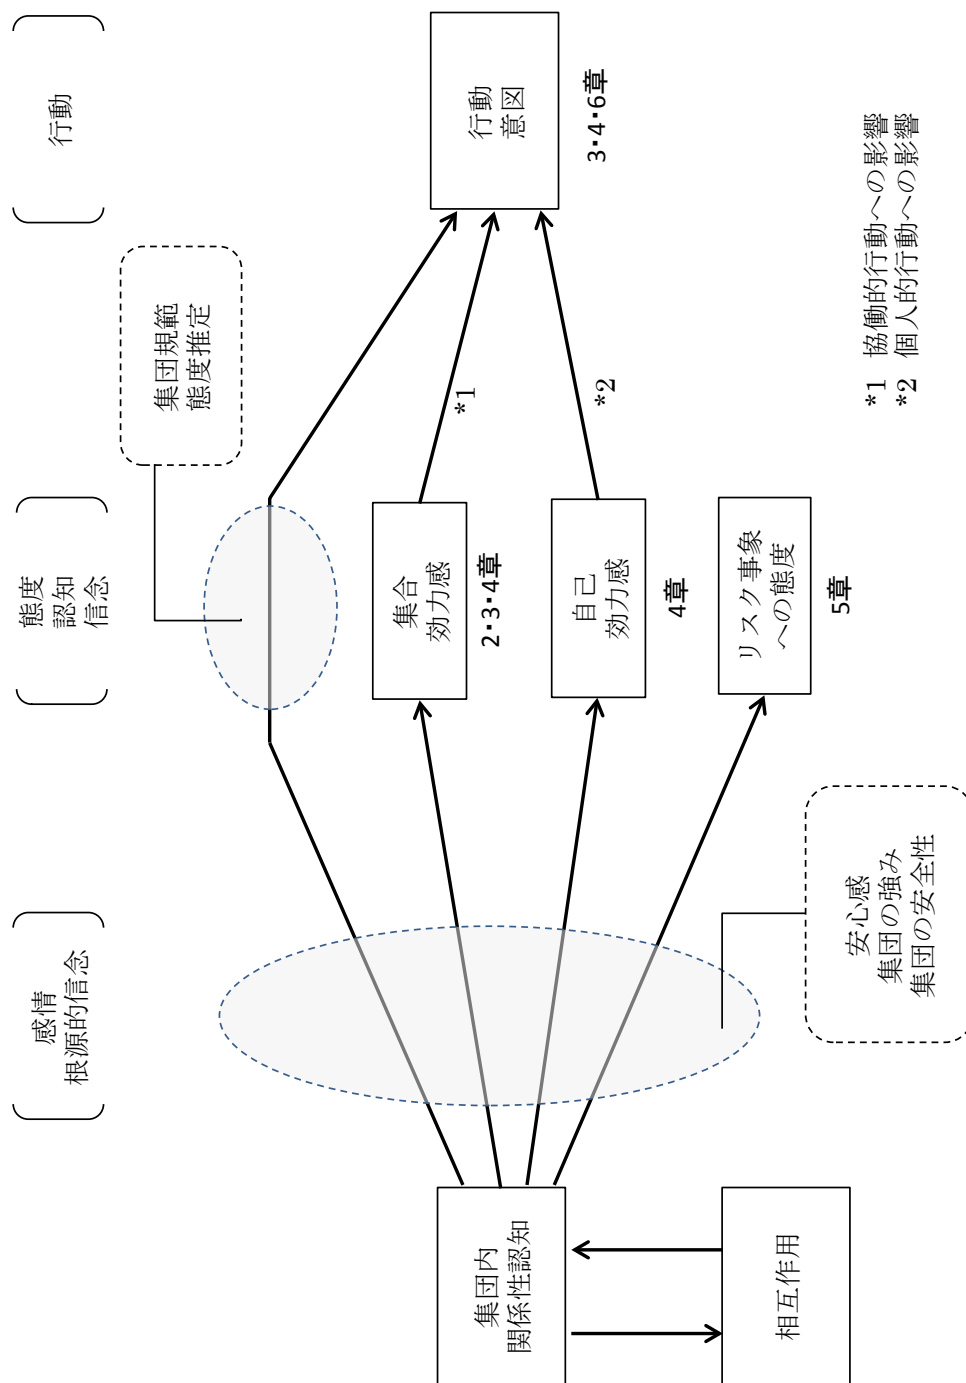 感情
根源的信念
態度
認知
信念
行動
集団規範
態度推定
集団内
関係性認知
相互作用
集合
効力感
2・3・4章
自己
効力感
4章
リスク事象
への態度
5章
*1
*2
行動
意図
3・4・6章
安心感
集団の強み
集団の安全性
*1 協働的行動への影響
*2 個人的行動への影響